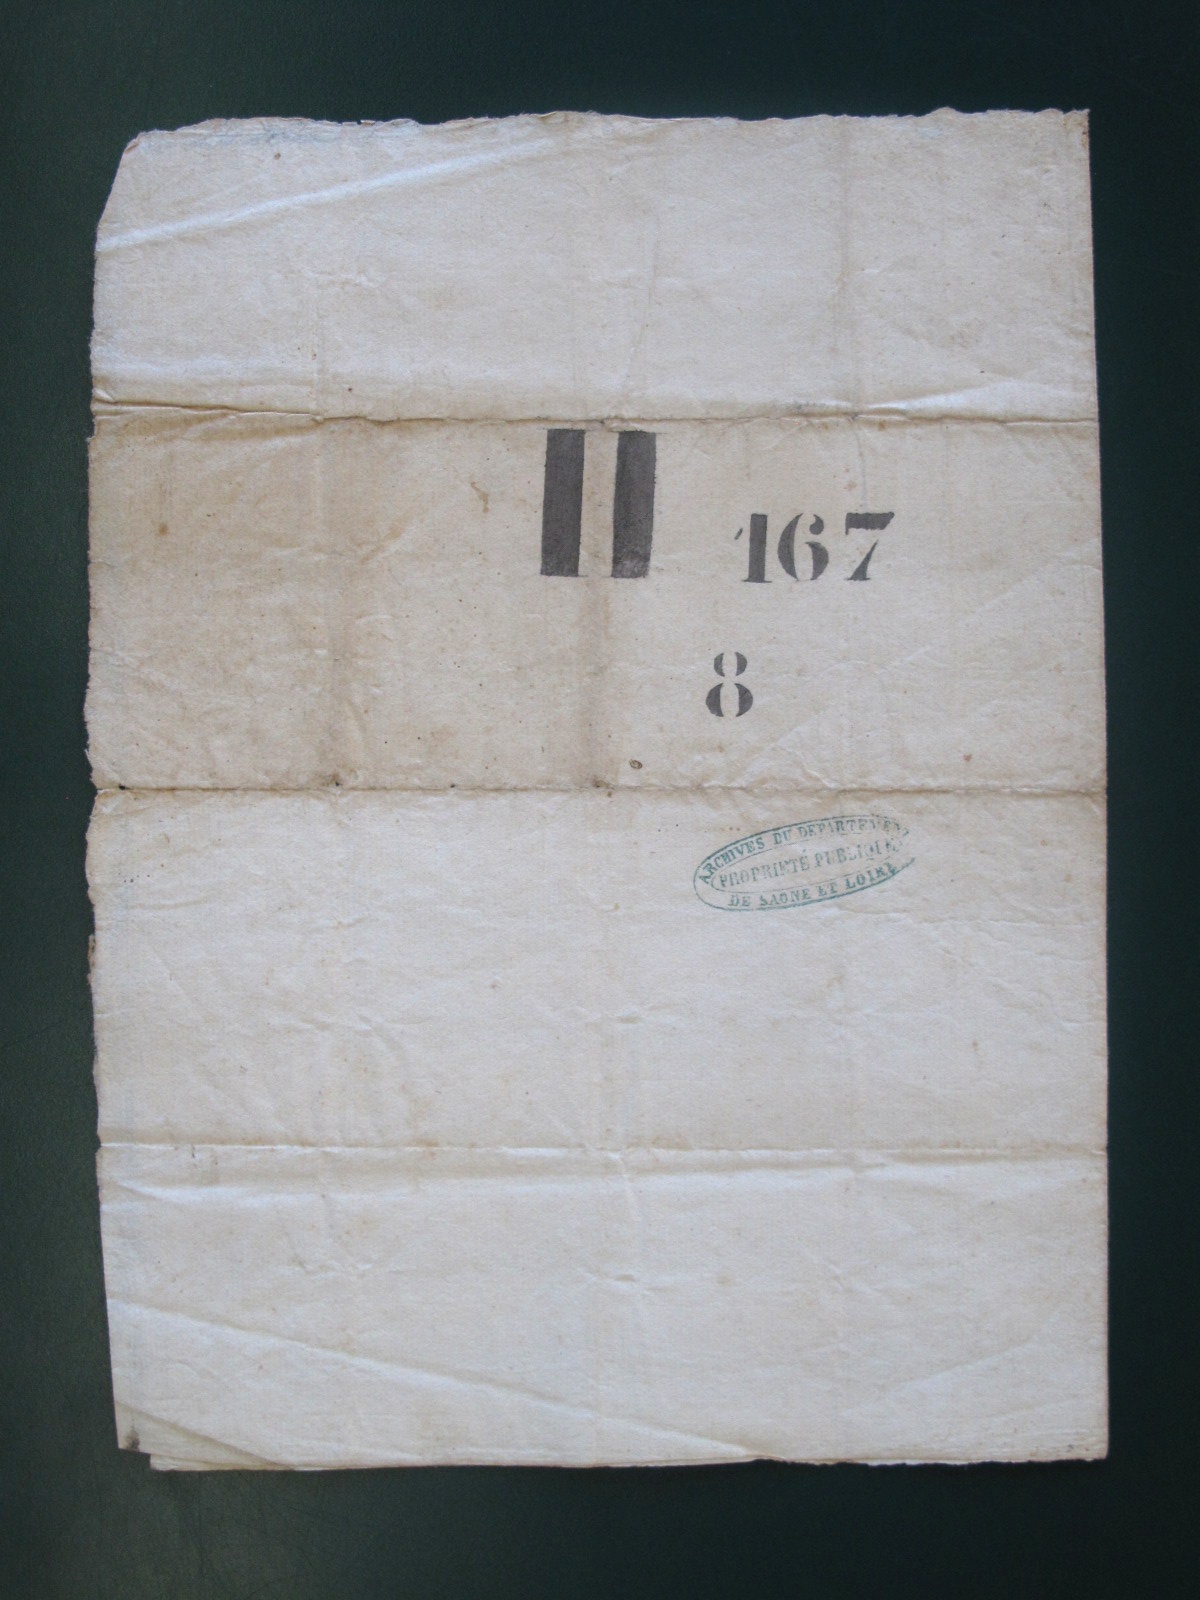 H 167
8
ARCHIVES DU DEPARTEMENT
PROPRIÉTÉ PUBLIQUE
DE SAONE ET LOIRE